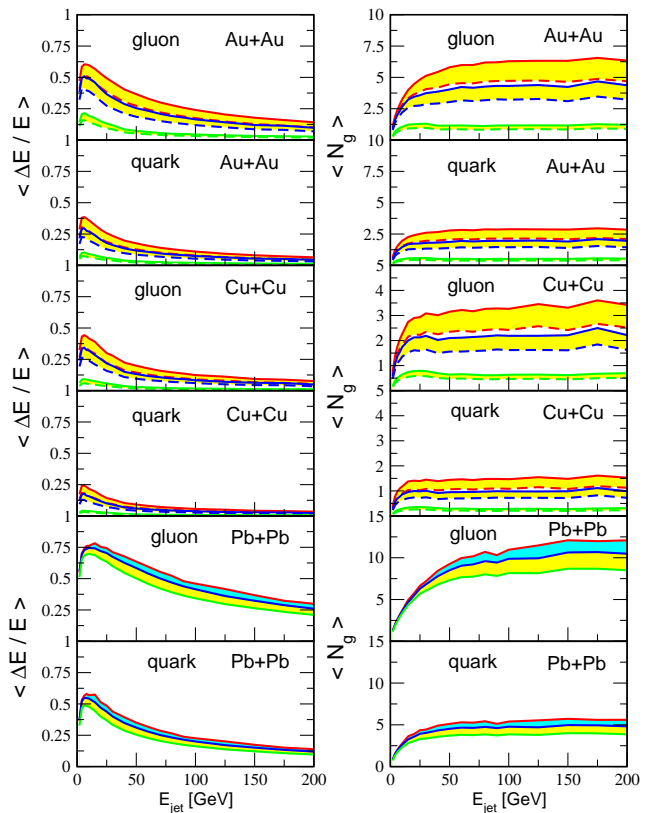 1
0.75
0.5
0.25
gluon
Au+Au
10
7.5
5
2.5
gluon
Au+Au
1
0.75
0.5
0.25
quark
Au+Au
10
7.5
5
2.5
quark
Au+Au
1
0.75
0.5
0.25
gluon
Cu+Cu
5
4
3
2
1
gluon
Cu+Cu
1
0.75
0.5
0.25
quark
Cu+Cu
5
4
3
2
1
quark
Cu+Cu
1
0.75
0.5
0.25
gluon
Pb+Pb
15
10
5
gluon
Pb+Pb
1
0.75
0.5
0.25
0
quark
Pb+Pb
15
10
5
0
quark
Pb+Pb
< ΔE / E >
< ΔE / E >
< ΔE / E >
< N_g >
< N_g >
< N_g >
0 50 100 150 200
0 50 100 150 200
E_jet [GeV]
E_jet [GeV]